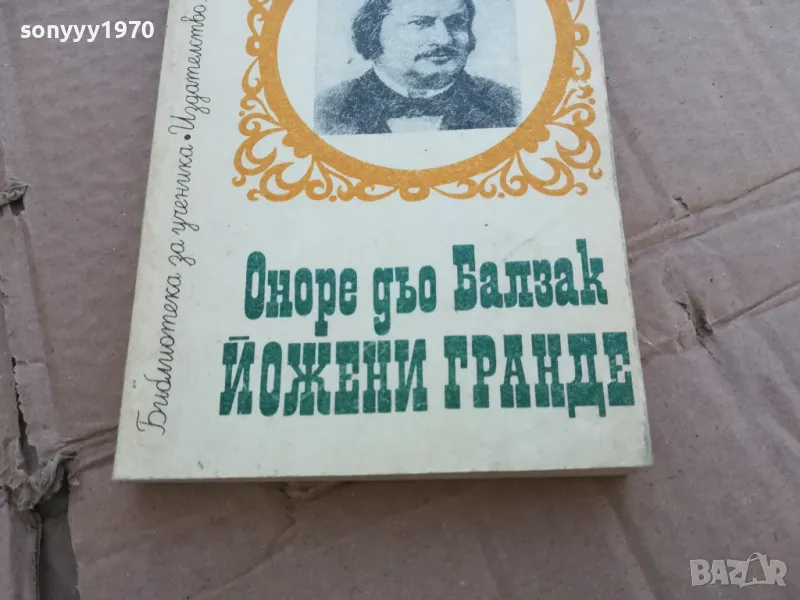 sonyyy1970
Библиотека за ученика • Издателство
Оноре дьо Балзак
ЙОЖЕНИ ГРАНДЕ
BAZAR